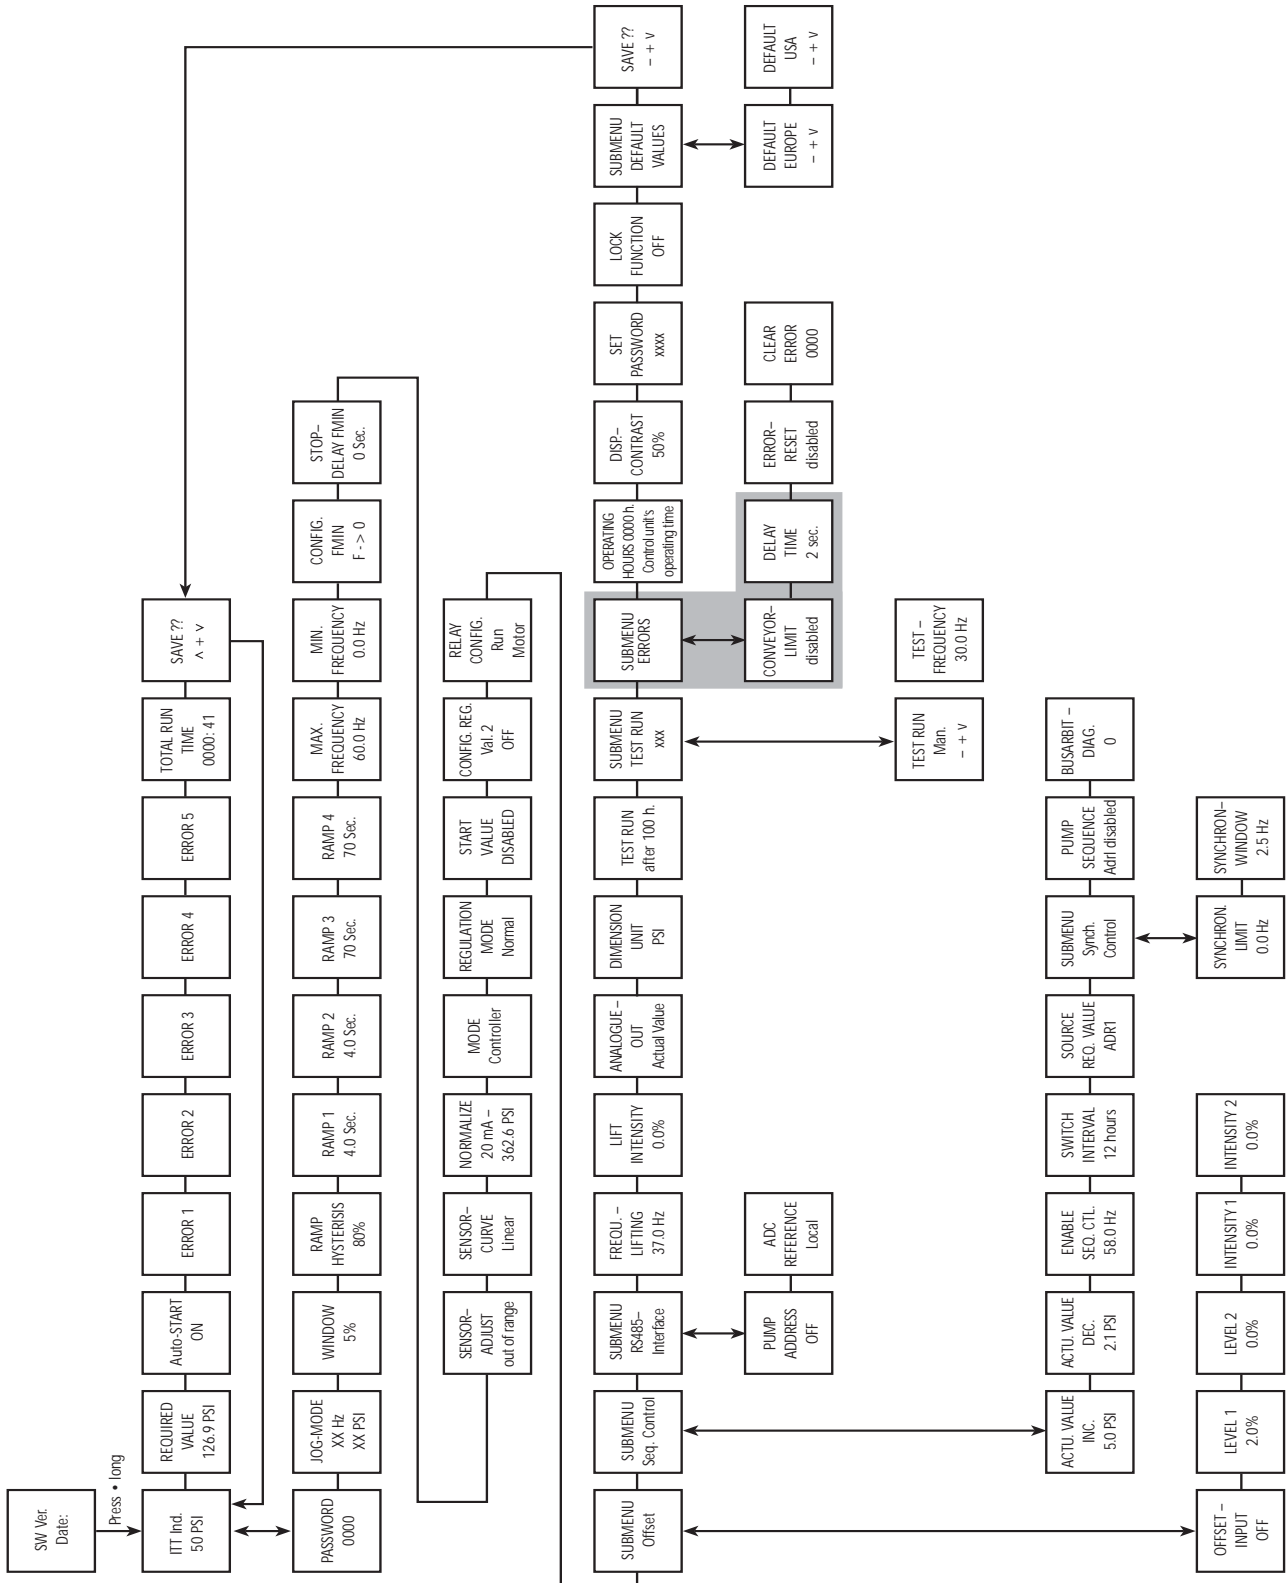 SW Ver.
Date:
Press • long
ITT Ind.
50 PSI
REQUIRED
VALUE
126.9 PSI
Auto-START
ON
ERROR 1
ERROR 2
ERROR 3
ERROR 4
ERROR 5
TOTAL RUN
TIME
0000: 41
SAVE ??
^ + v
PASSWORD
0000
JOG-MODE
XX Hz
XX PSI
WINDOW
5%
RAMP
HYSTERISIS
80%
RAMP 1
4.0 Sec.
RAMP 2
4.0 Sec.
RAMP 3
70 Sec.
RAMP 4
70 Sec.
MAX.
FREQUENCY
60.0 Hz
MIN.
FREQUENCY
0.0 Hz
CONFIG.
FMIN
F - > 0
STOP–
DELAY FMIN
0 Sec.
SENSOR–
ADJUST
out of range
SENSOR–
CURVE
Linear
NORMALIZE
20 mA –
362.6 PSI
MODE
Controller
REGULATION
MODE
Normal
START
VALUE
DISABLED
CONFIG. REG.
Val. 2
OFF
RELAY
CONFIG.
Run
Motor
SUBMENU
Offset
SUBMENU
Seq. Control
SUBMENU
RS485–
Interface
FREQU. –
LIFTING
37.0 Hz
LIFT
INTENSITY
0.0%
ANALOGUE –
OUT
Actual Value
DIMENSION
UNIT
PSI
TEST RUN
after 100 h.
SUBMENU
TEST RUN
xxx
SUBMENU
ERRORS
OPERATING
HOURS 0000 h.
Control unit's
operating time
DISP.–
CONTRAST
50%
SET
PASSWORD
xxxx
LOCK
FUNCTION
OFF
SUBMENU
DEFAULT
VALUES
SAVE ??
– + v
PUMP
ADDRESS
OFF
ADC
REFERENCE
Local
CONVEYOR–
LIMIT
disabled
DELAY
TIME
2 sec.
ERROR–
RESET
disabled
CLEAR
ERROR
0000
DEFAULT
EUROPE
– + v
DEFAULT
USA
– + v
TEST RUN
Man.
– + v
TEST –
FREQUENCY
30.0 Hz
ACTU. VALUE
INC.
5.0 PSI
ACTU. VALUE
DEC.
2.1 PSI
ENABLE
SEQ. CTL.
58.0 Hz
SWITCH
INTERVAL
12 hours
SOURCE
REQ. VALUE
ADR1
SUBMENU
Synch.
Control
PUMP
SEQUENCE
Adrl disabled
BUSARBIT –
DIAG.
0
OFFSET –
INPUT
OFF
LEVEL 1
2.0%
LEVEL 2
0.0%
INTENSITY 1
0.0%
INTENSITY 2
0.0%
SYNCHRON.
LIMIT
0.0 Hz
SYNCHRON–
WINDOW
2.5 Hz